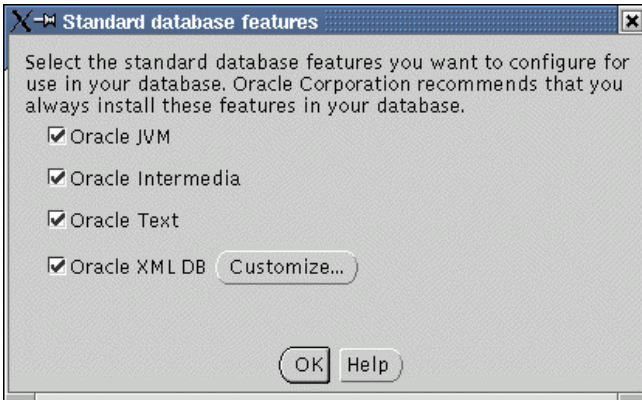 Standard database features
Select the standard database features you want to configure for
use in your database. Oracle Corporation recommends that you
always install these features in your database.
Oracle JVM
Oracle Intermedia
Oracle Text
Oracle XML DB Customize...
OK Help